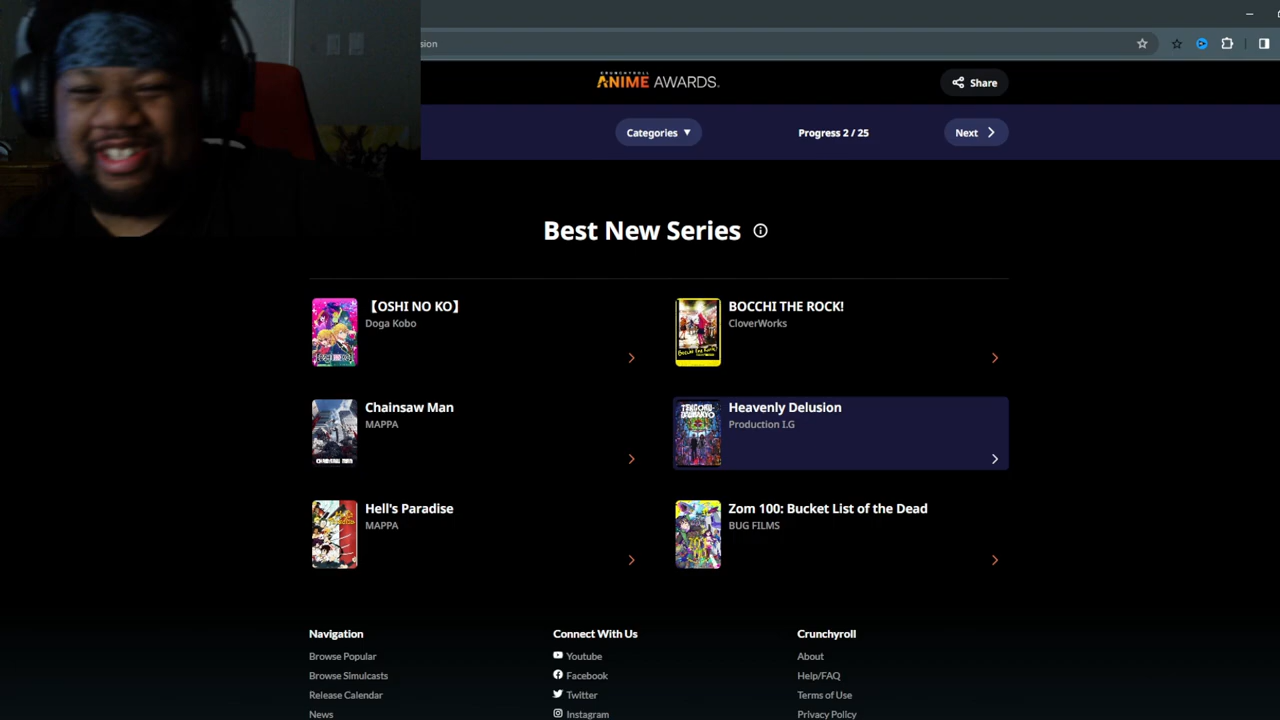 sion
CRUNCHYROLL
ANIME AWARDS.
Share
Categories ▼
Progress 2 / 25
Next
Best New Series
【OSHI NO KO】
Doga Kobo
BOCCHI THE ROCK!
CloverWorks
Chainsaw Man
MAPPA
TENGOKU
Heavenly Delusion
Production I.G
Hell's Paradise
MAPPA
Zom 100: Bucket List of the Dead
BUG FILMS
Navigation
Connect With Us
Crunchyroll
Browse Popular
Youtube
About
Browse Simulcasts
Facebook
Help/FAQ
Release Calendar
Twitter
Terms of Use
News
Instagram
Privacy Policy